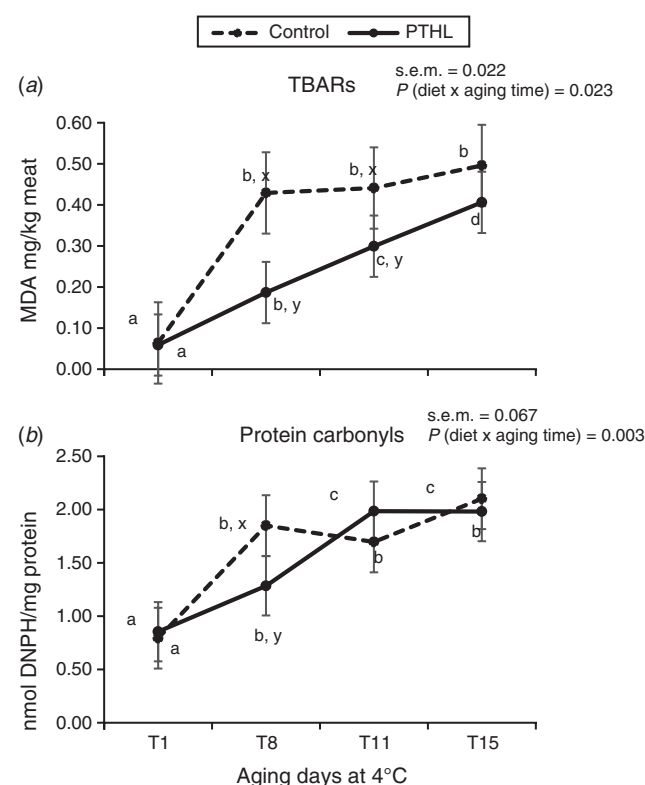 Control PTHL
(a) TBARs s.e.m. = 0.022
P (diet x aging time) = 0.023
MDA mg/kg meat
0.60
0.50
0.40
0.30
0.20
0.10
0.00
a
a
b, x
b, y
b, x
c, y
b
d
(b) Protein carbonyls s.e.m. = 0.067
P (diet x aging time) = 0.003
nmol DNPH/mg protein
2.50
2.00
1.50
1.00
0.50
0.00
a
a
b, x
b, y
c
b
c
b
T1 T8 T11 T15
Aging days at 4°C